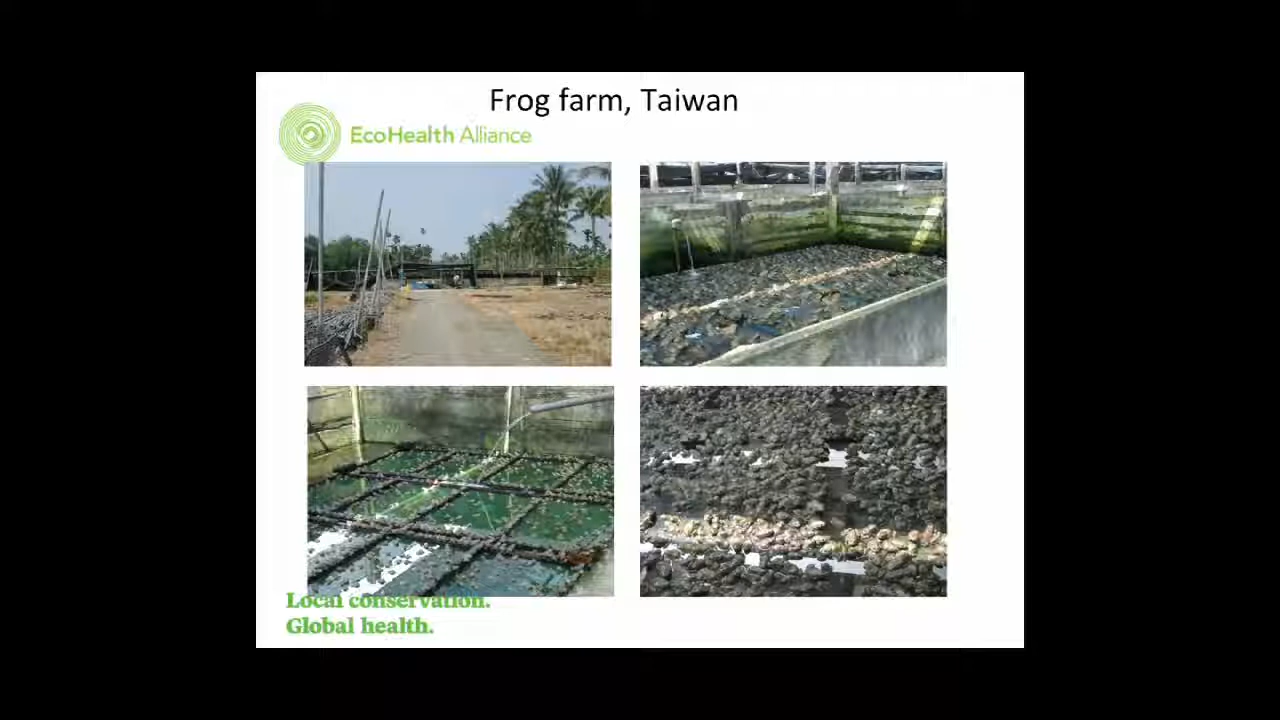 Frog farm, Taiwan
EcoHealth Alliance
Local conservation.
Global health.